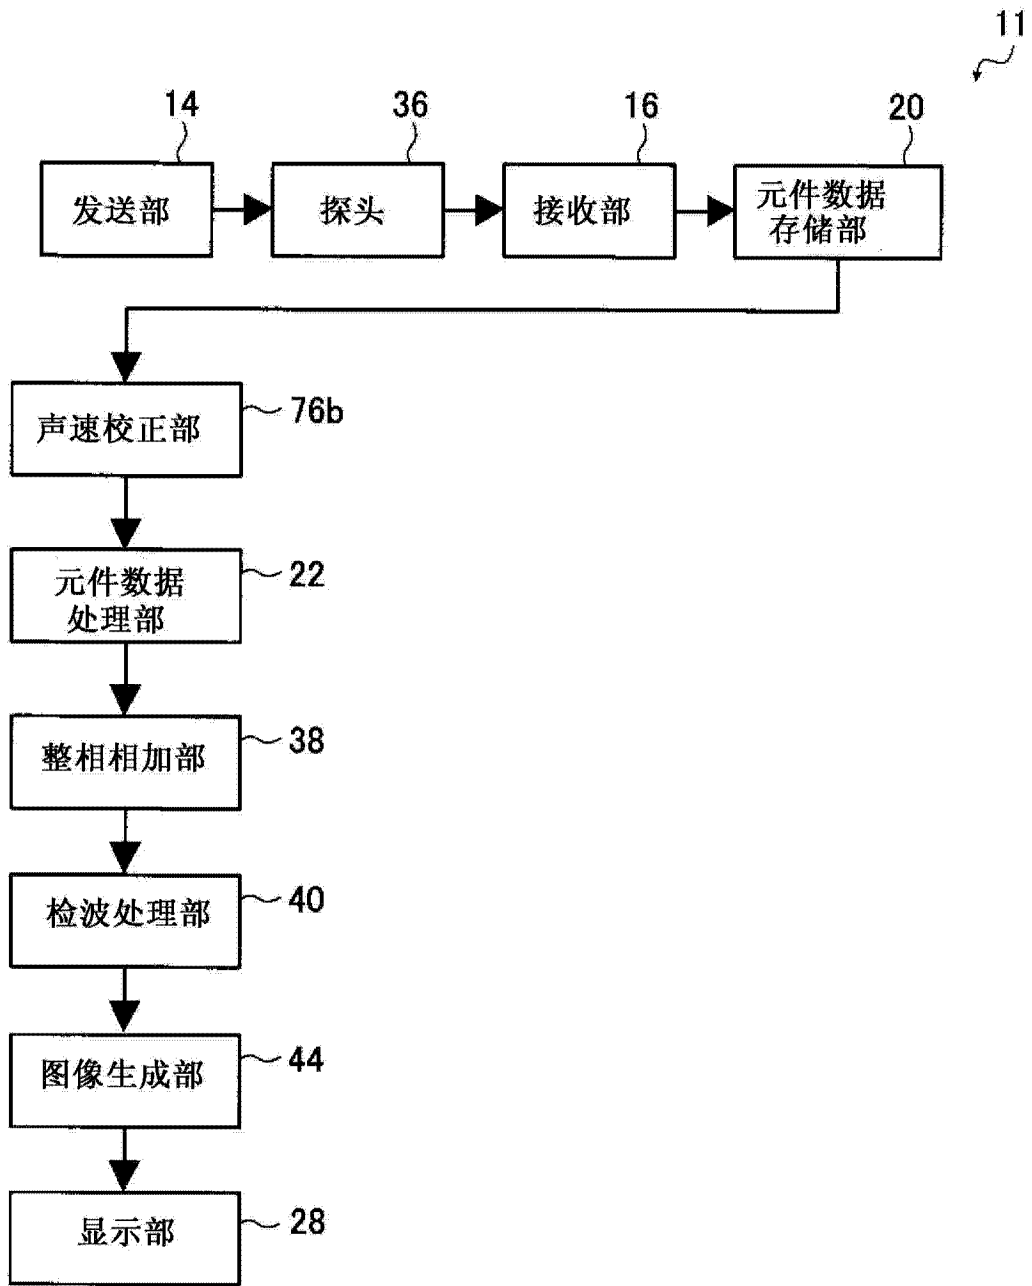 11
14
36
16
20
发送部
探头
接收部
元件数据
存储部
声速校正部
76b
元件数据
处理部
22
整相相加部
38
检波处理部
40
图像生成部
44
显示部
28